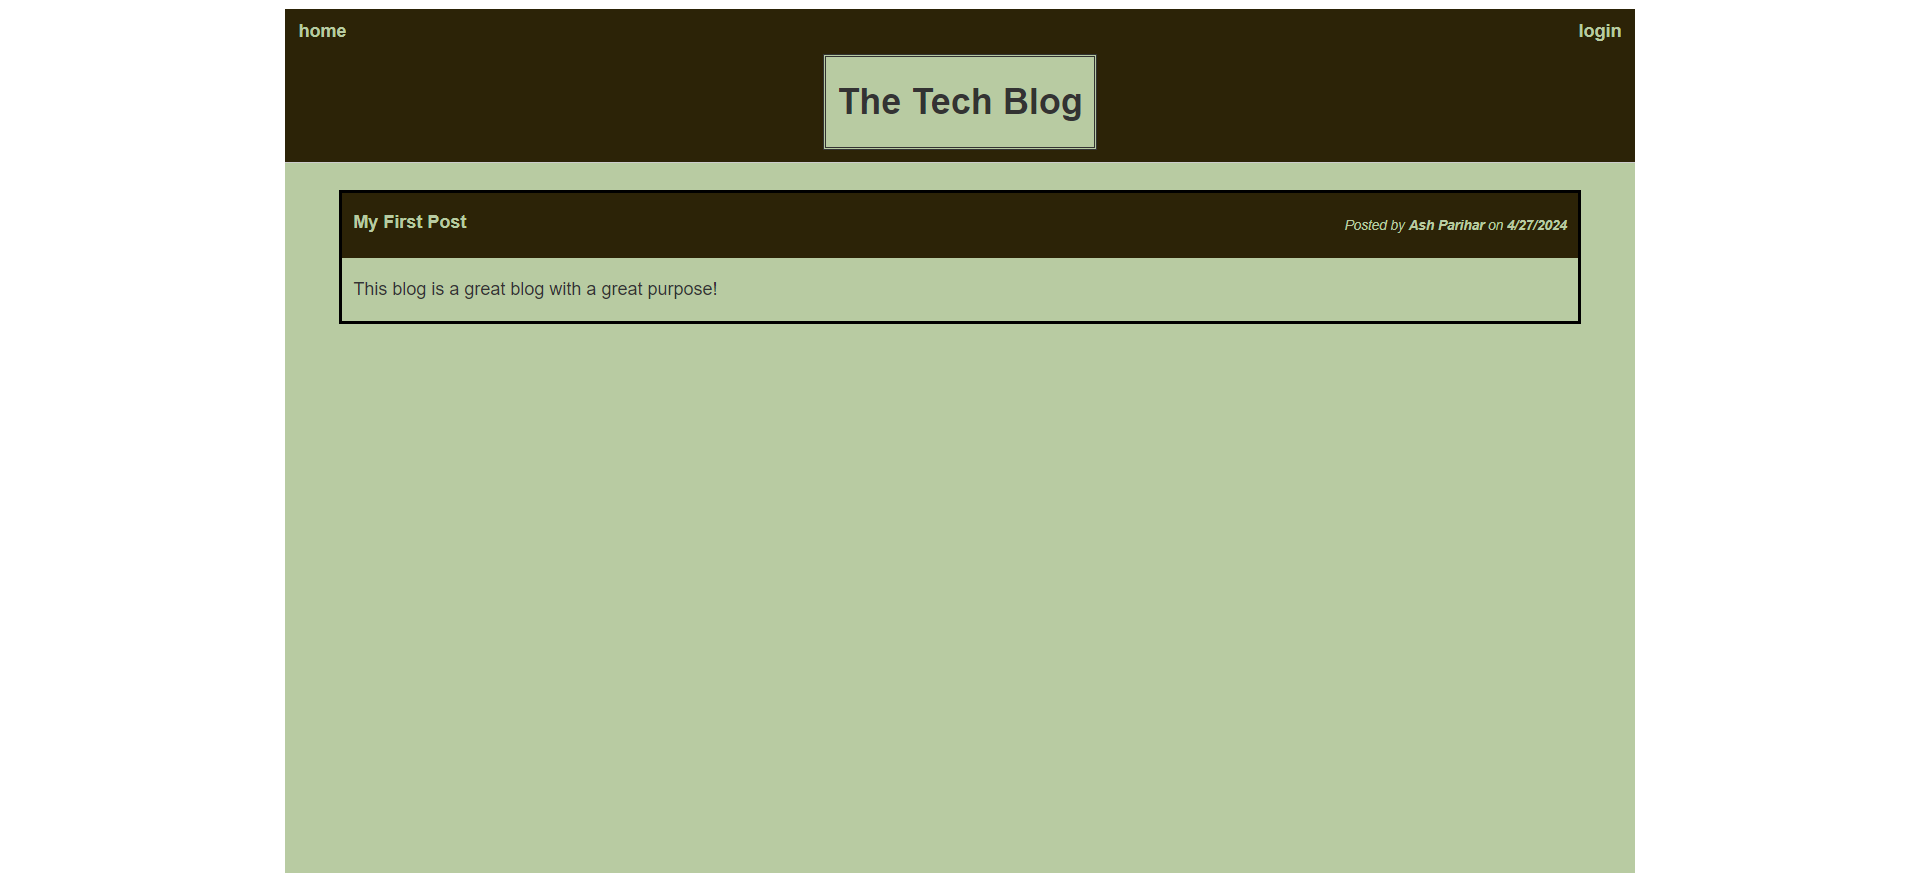 home login
The Tech Blog
My First Post Posted by Ash Parihar on 4/27/2024
This blog is a great blog with a great purpose!